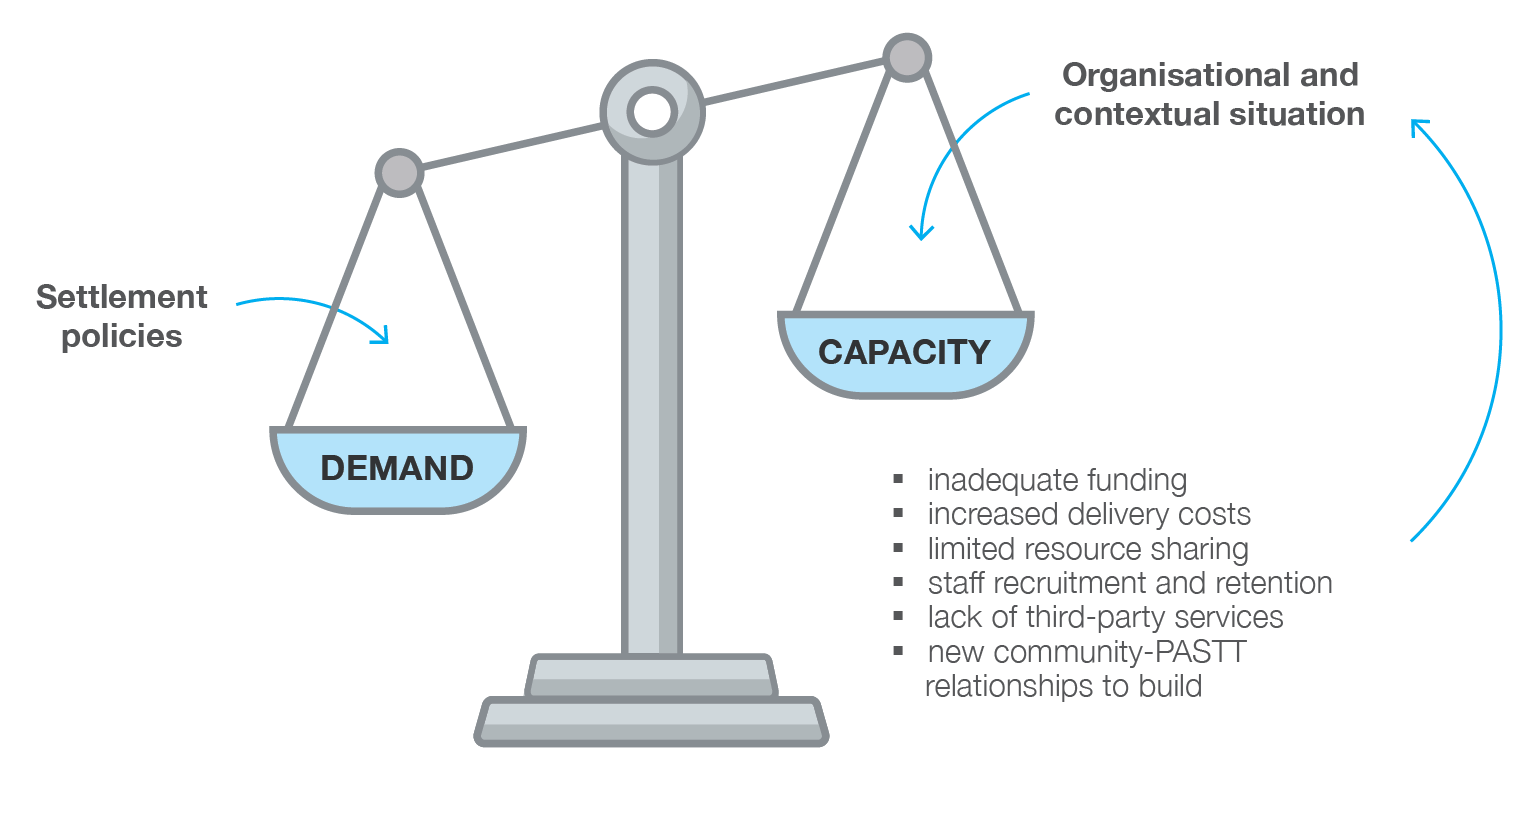 Organisational and
contextual situation
Settlement
policies
CAPACITY
DEMAND
▪ inadequate funding
▪ increased delivery costs
▪ limited resource sharing
▪ staff recruitment and retention
▪ lack of third-party services
▪ new community-PASTT
relationships to build